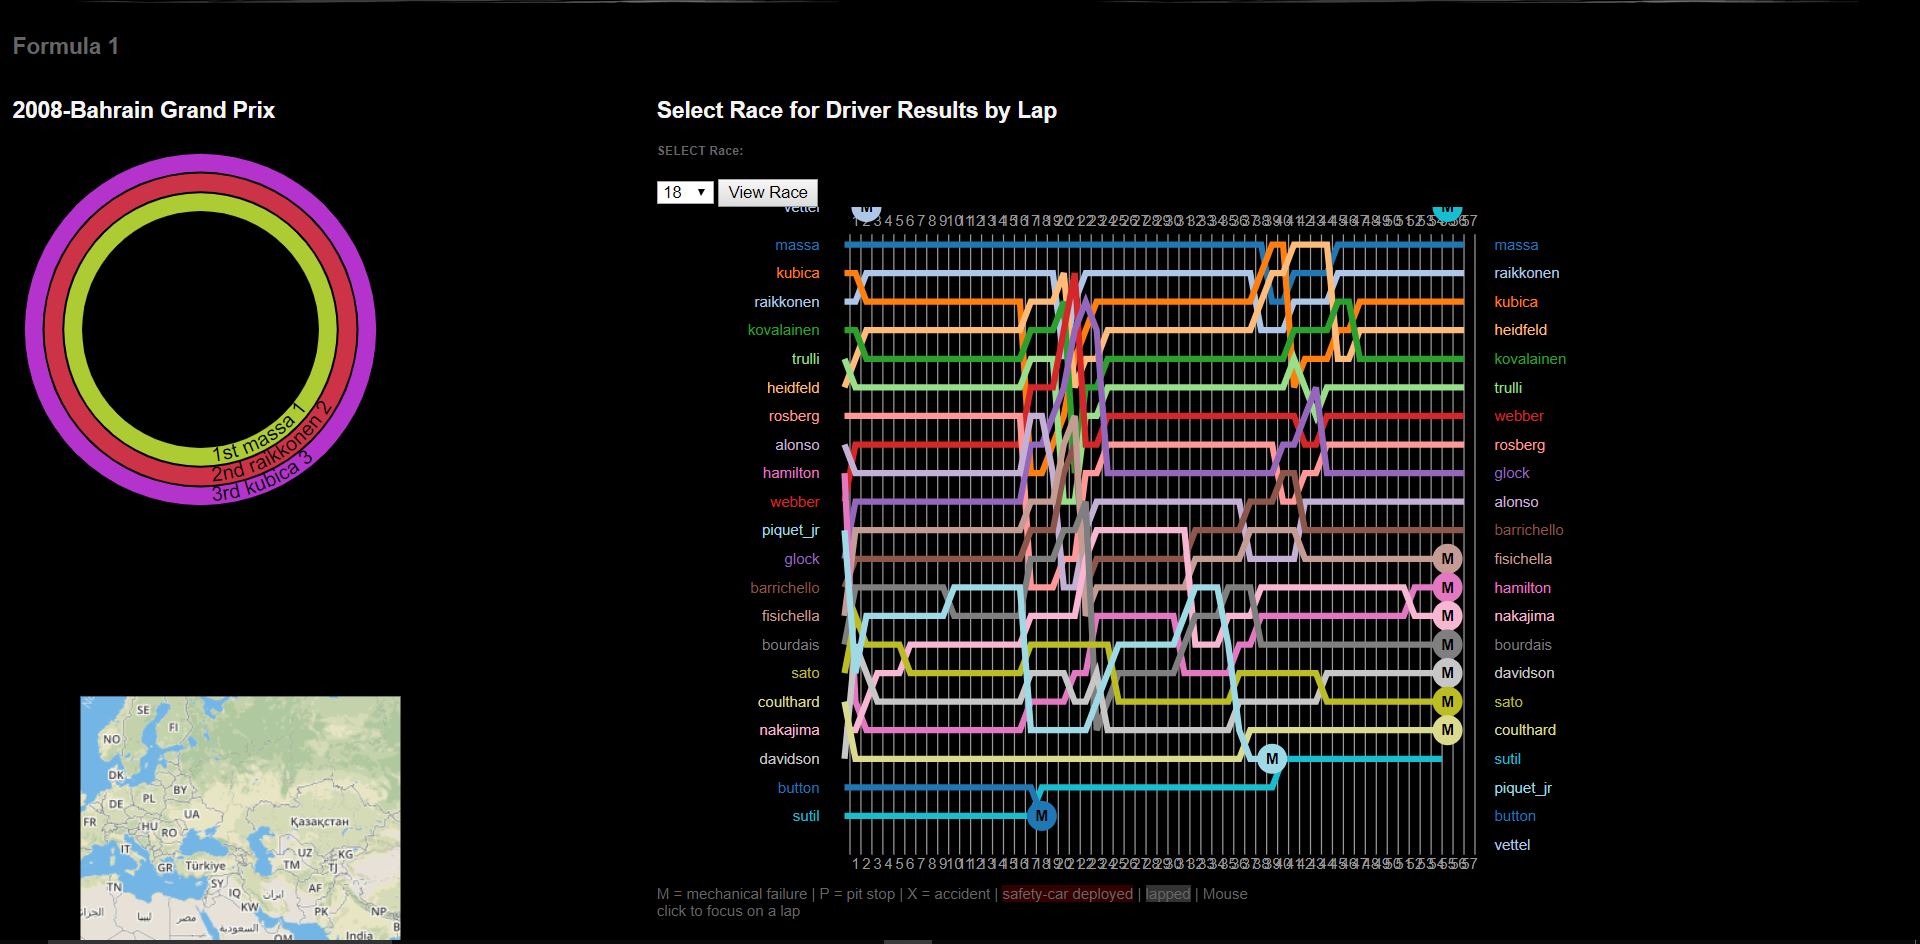 Formula 1
2008-Bahrain Grand Prix
1st massa 1
2nd raikkonen 2
3rd kubica 3
SE
FI
NO
DK
BY
PL
DE
UA
FR
HU
RO
Қазақстан
IT
UZ
KG
GR
Türkiye
TM
TJ
TN
SY
IQ
ایران
AF
KW
PK
NP
ليبيا
مصر
السعودية
OM
India
Select Race for Driver Results by Lap
SELECT Race:
18
View Race
vettel
M
M
1 2 3 4 5 6 7 8 9 10 11 12 13 14 15 16 17 18 19 20 21 22 23 24 25 26 27 28 29 30 31 32 33 34 35 36 37 38 39 40 41 42 43 44 45 46 47 48 49 50 51 52 53 54 55 56 57
massa
kubica
raikkonen
kovalainen
trulli
heidfeld
rosberg
alonso
hamilton
webber
piquet_jr
glock
barrichello
fisichella
bourdais
sato
coulthard
nakajima
davidson
button
sutil
M
M
M
M
M
M
M
M
M
massa
raikkonen
kubica
heidfeld
kovalainen
trulli
webber
rosberg
glock
alonso
barrichello
fisichella
hamilton
nakajima
bourdais
davidson
sato
coulthard
sutil
piquet_jr
button
vettel
1 2 3 4 5 6 7 8 9 10 11 12 13 14 15 16 17 18 19 20 21 22 23 24 25 26 27 28 29 30 31 32 33 34 35 36 37 38 39 40 41 42 43 44 45 46 47 48 49 50 51 52 53 54 55 56 57
M = mechanical failure | P = pit stop | X = accident | safety-car deployed | lapped | Mouse
click to focus on a lap